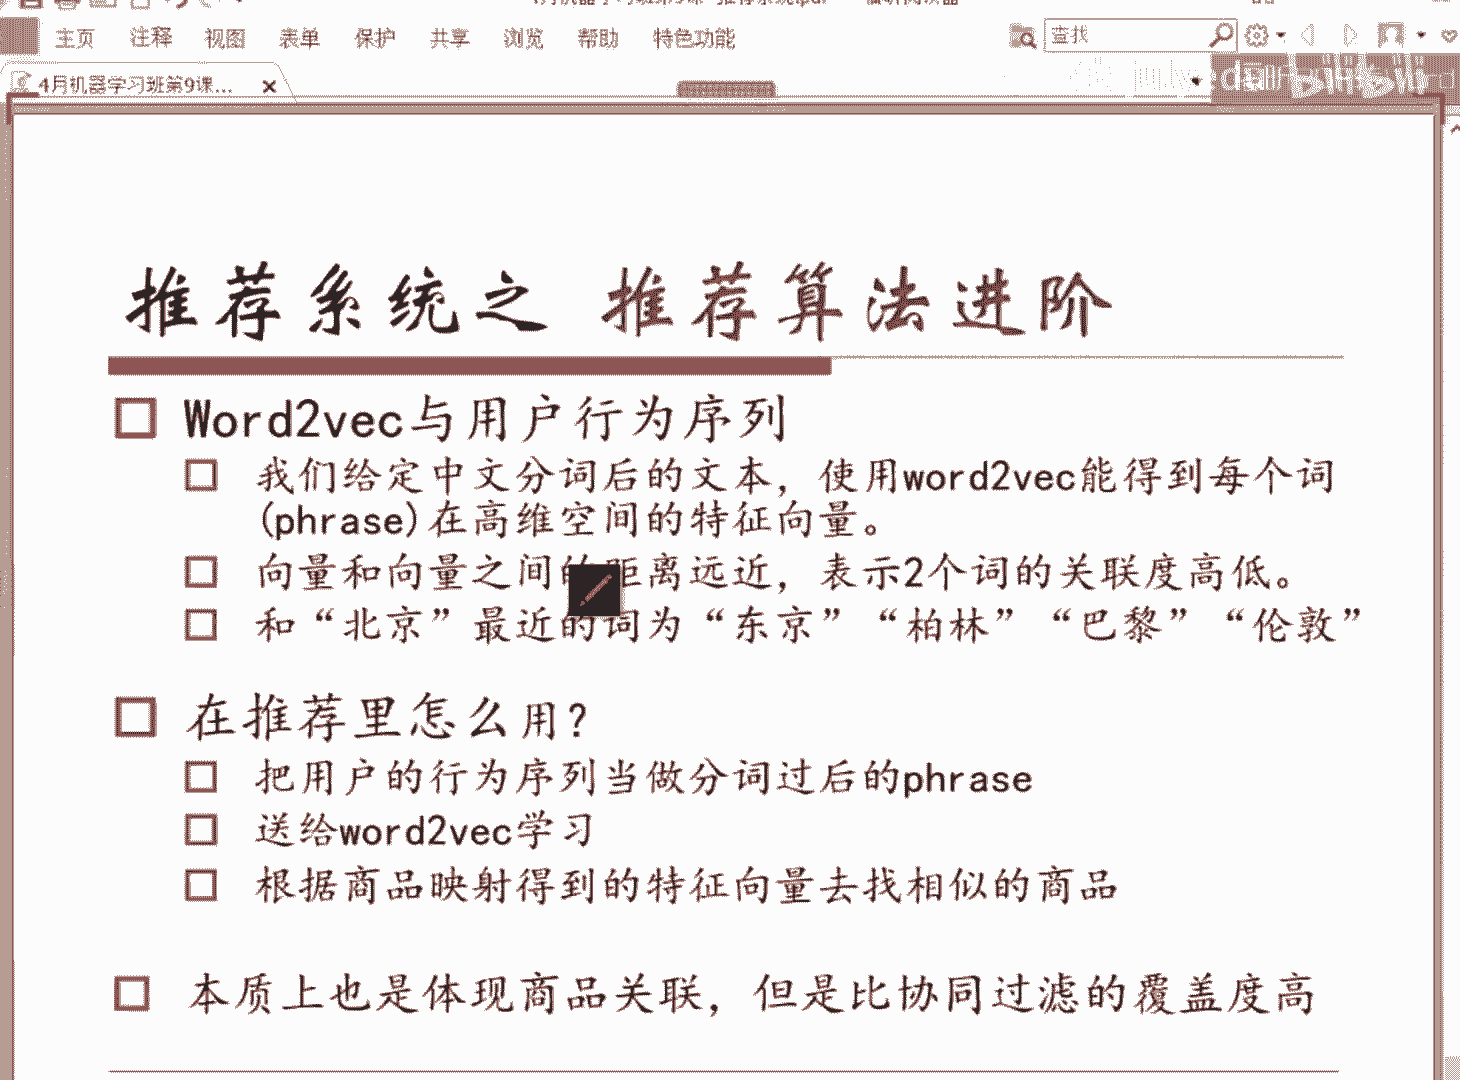 主页 注释 视图 表单 保护 共享 浏览 帮助 特色功能 查找
4月机器学习班第9课...
julyedu bilibili
推荐系统之 推荐算法进阶
Word2vec与用户行为序列
我们给定中文分词后的文本，使用word2vec能得到每个词
(phrase)在高维空间的特征向量。
向量和向量之间的距离远近，表示2个词的关联度高低。
和“北京”最近的词为“东京”“柏林”“巴黎”“伦敦”
在推荐里怎么用？
把用户的行为序列当做分词过后的phrase
送给word2vec学习
根据商品映射得到的特征向量去找相似的商品
本质上也是体现商品关联，但是比协同过滤的覆盖度高